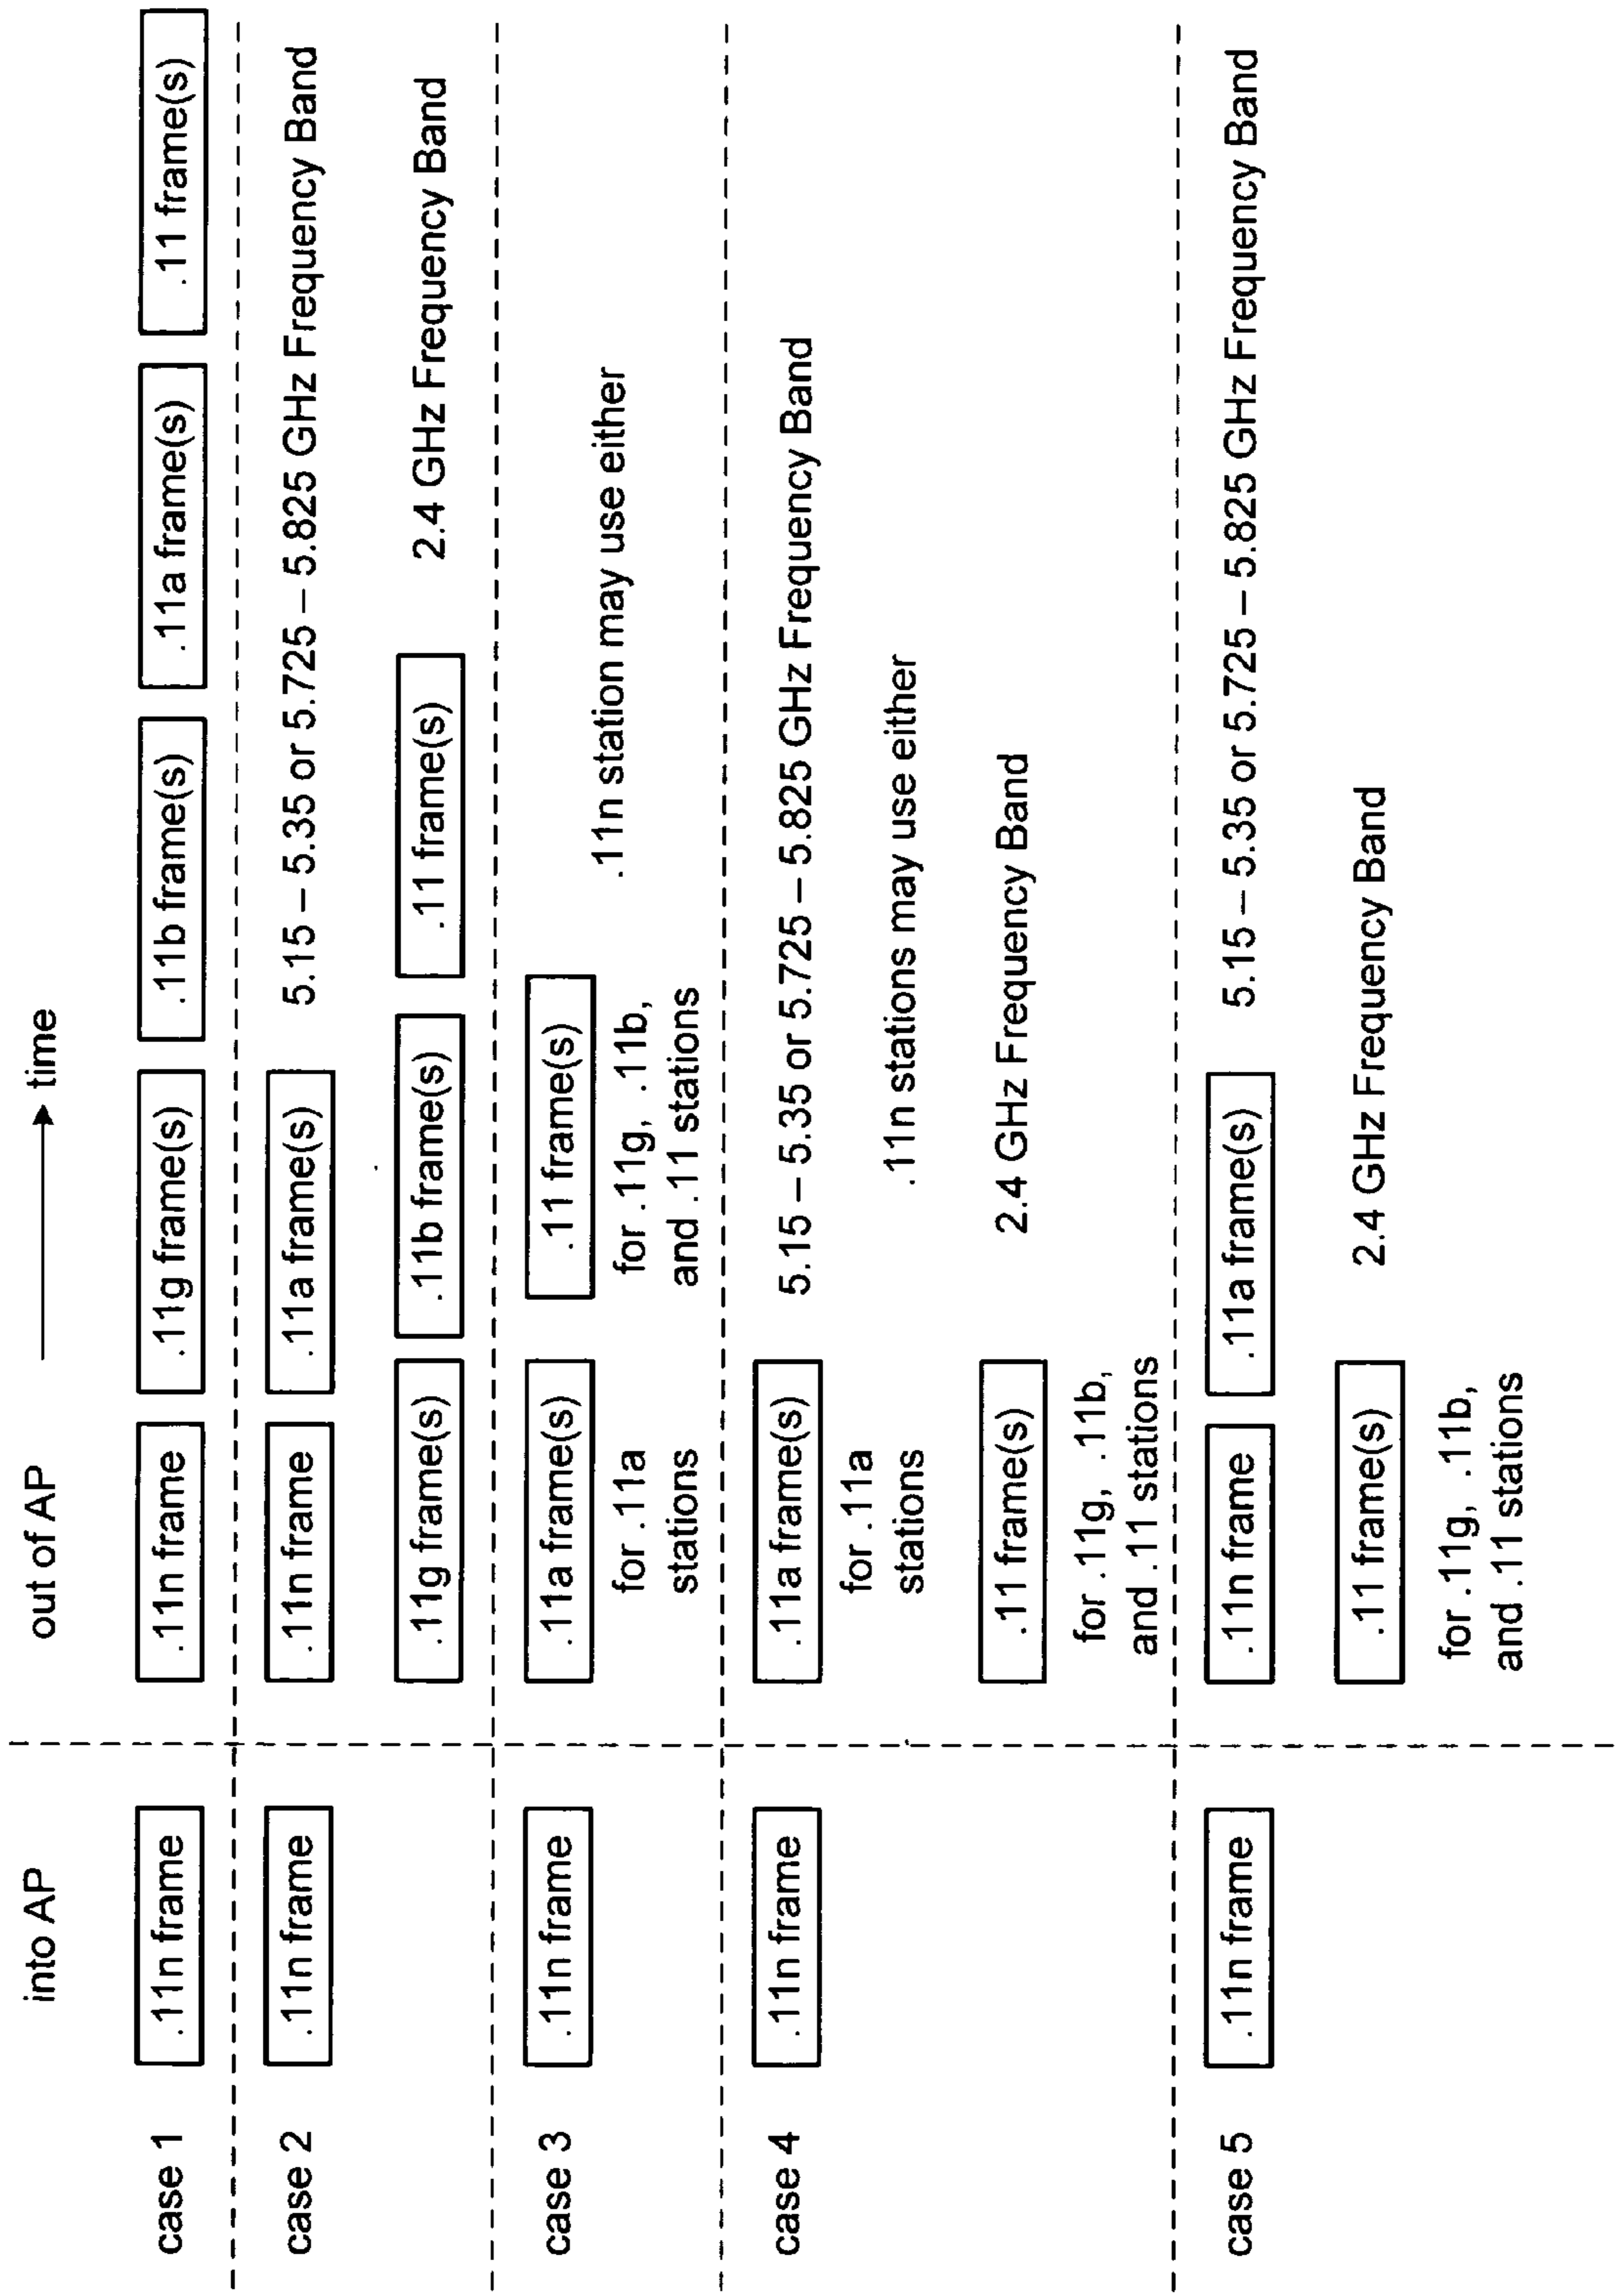 into AP
out of AP
time
case 1
.11n frame
.11n frame
.11g frame(s)
.11b frame(s)
.11a frame(s)
.11 frame(s)
case 2
.11n frame
.11n frame
.11a frame(s)
5.15 – 5.35 or 5.725 – 5.825 GHz Frequency Band
.11g frame(s)
.11b frame(s)
.11 frame(s)
2.4 GHz Frequency Band
case 3
.11n frame
.11a frame(s)
.11 frame(s)
.11n station may use either
for .11a
stations
for .11g, .11b,
and .11 stations
case 4
.11n frame
.11a frame(s)
5.15 – 5.35 or 5.725 – 5.825 GHz Frequency Band
for .11a
stations
.11n stations may use either
.11 frame(s)
2.4 GHz Frequency Band
for .11g, .11b,
and .11 stations
case 5
.11n frame
.11n frame
.11a frame(s)
5.15 – 5.35 or 5.725 – 5.825 GHz Frequency Band
.11 frame(s)
2.4 GHz Frequency Band
for .11g, .11b,
and .11 stations